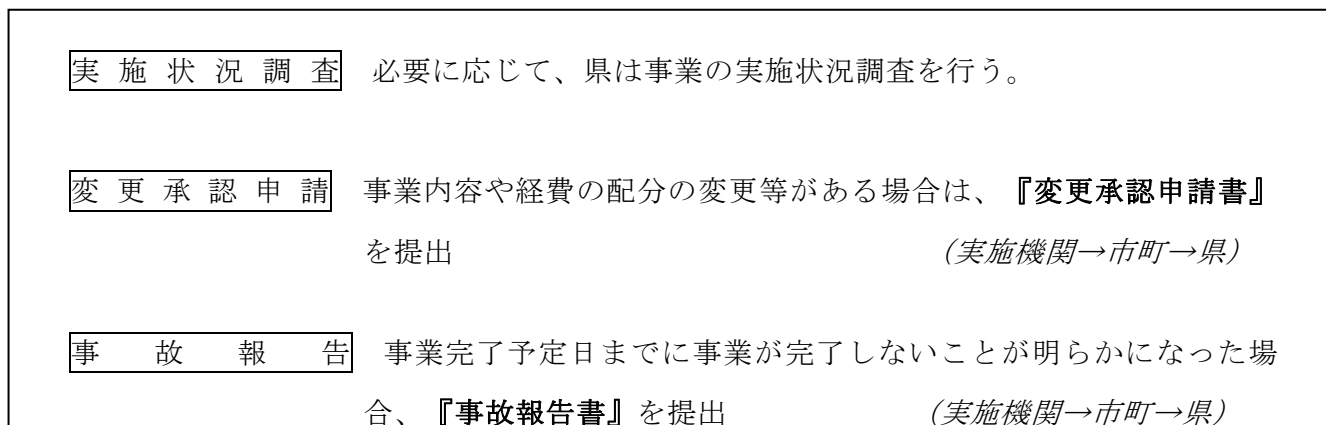 実施状況調査 必要に応じて、県は事業の実施状況調査を行う。
変更承認申請 事業内容や経費の配分の変更等がある場合は、『変更承認申請書』
を提出 (実施機関→市町→県)
事故報告 事業完了予定日までに事業が完了しないことが明らかになった場
合、『事故報告書』を提出 (実施機関→市町→県)